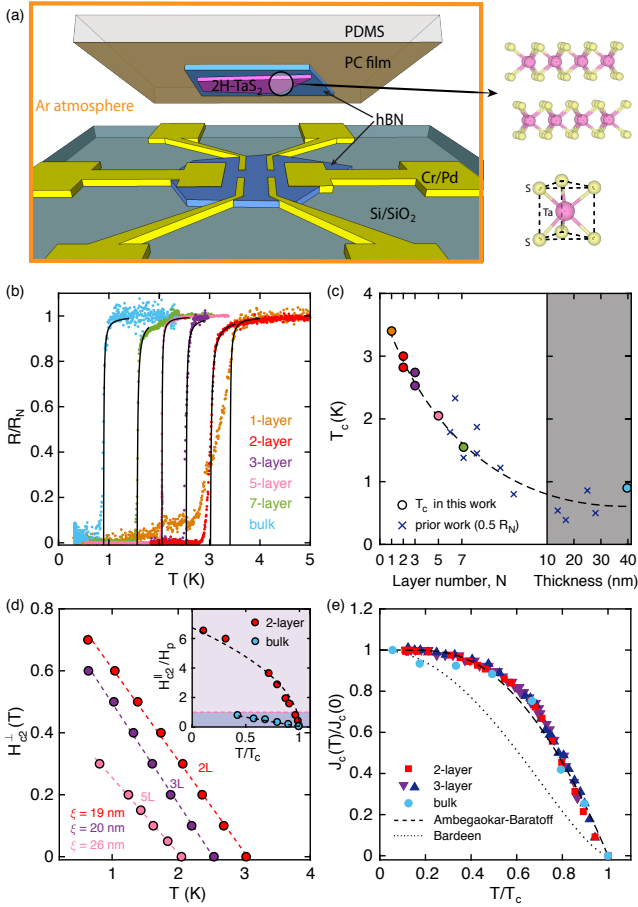 (a)
PDMS
PC film
2H-TaS2
Ar atmosphere
hBN
Cr/Pd
Si/SiO2
S
Ta
S
(b)
R/RN
1
0.8
0.6
0.4
0.2
0
1-layer
2-layer
3-layer
5-layer
7-layer
bulk
0 1 2 3 4 5
T (K)
(c)
Tc(K)
4
3
2
1
0
Tc in this work
prior work (0.5 RN)
1 2 3 5 7 10 20 30 40
Layer number, N Thickness (nm)
(d)
H⊥c2(T)
0.8
0.6
0.4
0.2
0
2L
3L
5L
ξ = 19 nm
ξ = 20 nm
ξ = 26 nm
1 2 3 4
T (K)
H||c2/Hp
6
4
2
0
2-layer
bulk
0 0.5 1
T/Tc
(e)
Jc(T)/Jc(0)
1.2
1
0.8
0.6
0.4
0.2
0
2-layer
3-layer
bulk
Ambegaokar-Baratoff
Bardeen
0 0.2 0.4 0.6 0.8 1
T/Tc